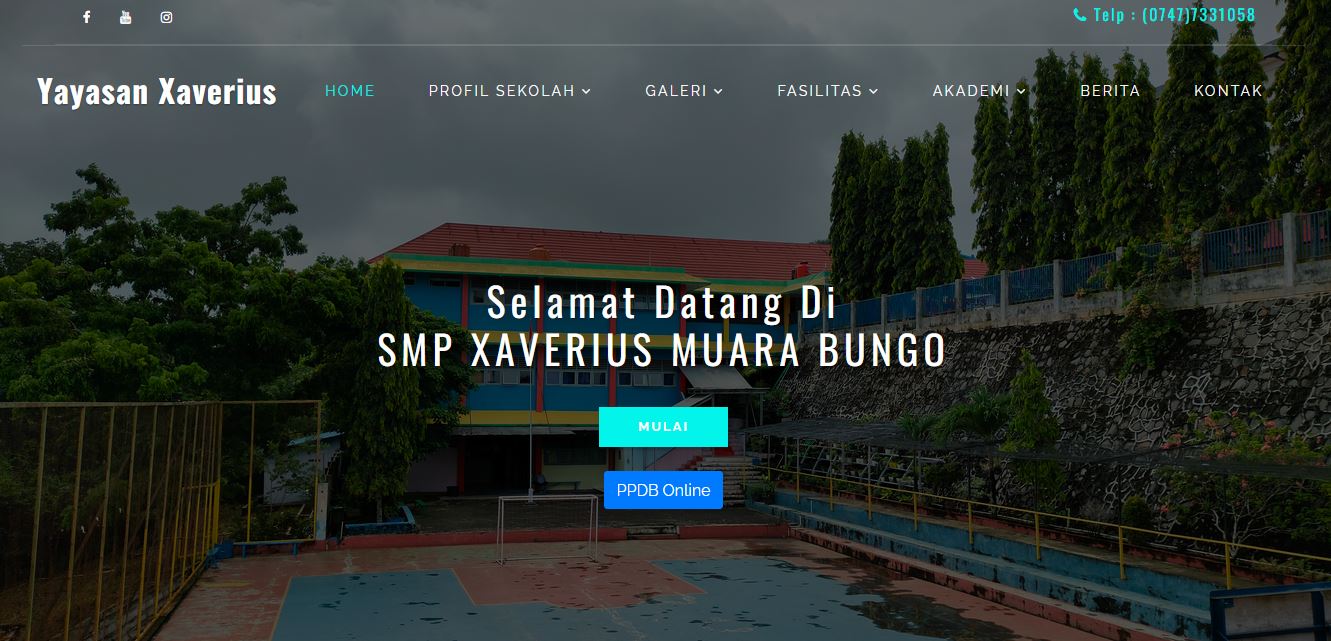 Telp : (0747)7331058
Yayasan Xaverius
HOME
PROFIL SEKOLAH
GALERI
FASILITAS
AKADEMI
BERITA
KONTAK
Selamat Datang Di
SMP XAVERIUS MUARA BUNGO
MULAI
PPDB Online